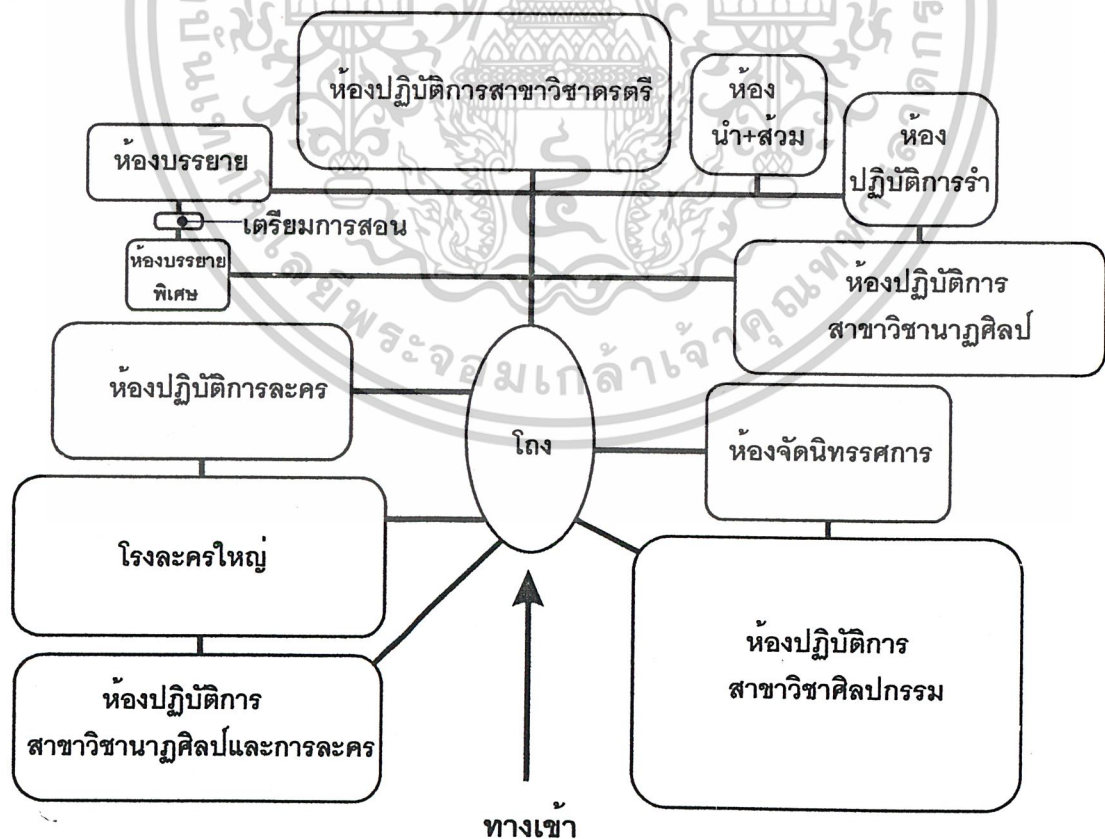 ห้องปฏิบัติการสาขาวิชาดรตรี
ห้อง
นำ+ส้วม
ห้อง
ปฏิบัติการรำ
ห้องบรรยาย
เตรียมการสอน
ห้องบรรยาย
พิเศษ
ห้องปฏิบัติการ
สาขาวิชานาฏศิลป์
ห้องปฏิบัติการละคร
โถง
ห้องจัดนิทรรศการ
โรงละครใหญ่
ห้องปฏิบัติการ
สาขาวิชาศิลปกรรม
ห้องปฏิบัติการ
สาขาวิชานาฏศิลป์และการละคร
ทางเข้า